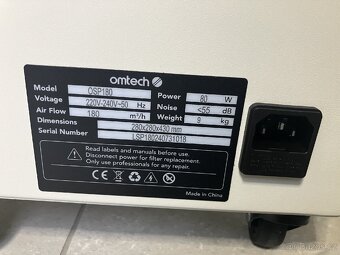 omtech
Model OSP180 Power 80 W
Voltage 220V-240V~50 Hz Noise <55 dB
Air Flow 180 m³/h Weight 9 kg
Dimensions 280x280x430 mm
Serial Number LSP180240731018
Read labels and manuals before use.
Disconnect power for filter replacement.
Only use professionals for any repair.
Made in China